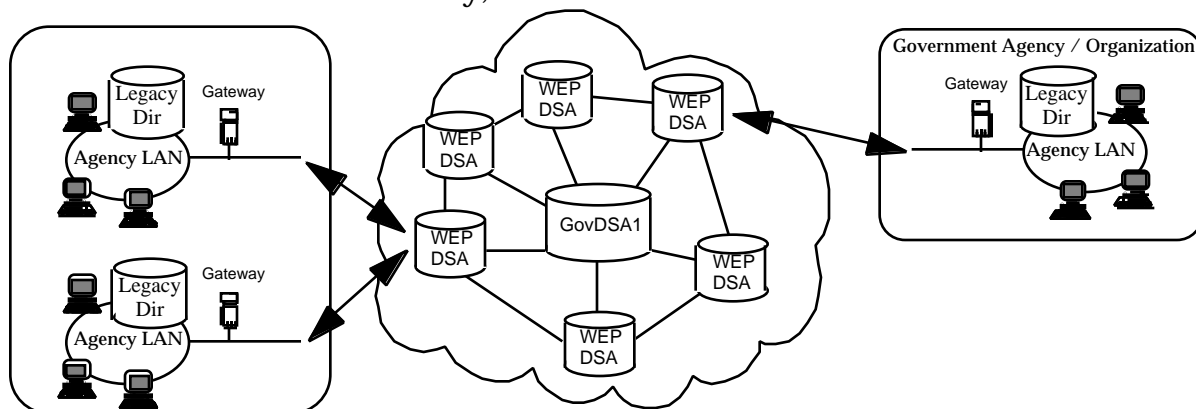 Government Agency / Organization
Legacy
Dir
Gateway
Agency LAN
Legacy
Dir
Gateway
Agency LAN
WEP
DSA
WEP
DSA
WEP
DSA
WEP
DSA
GovDSA1
WEP
DSA
WEP
DSA
Gateway
Legacy
Dir
Agency LAN